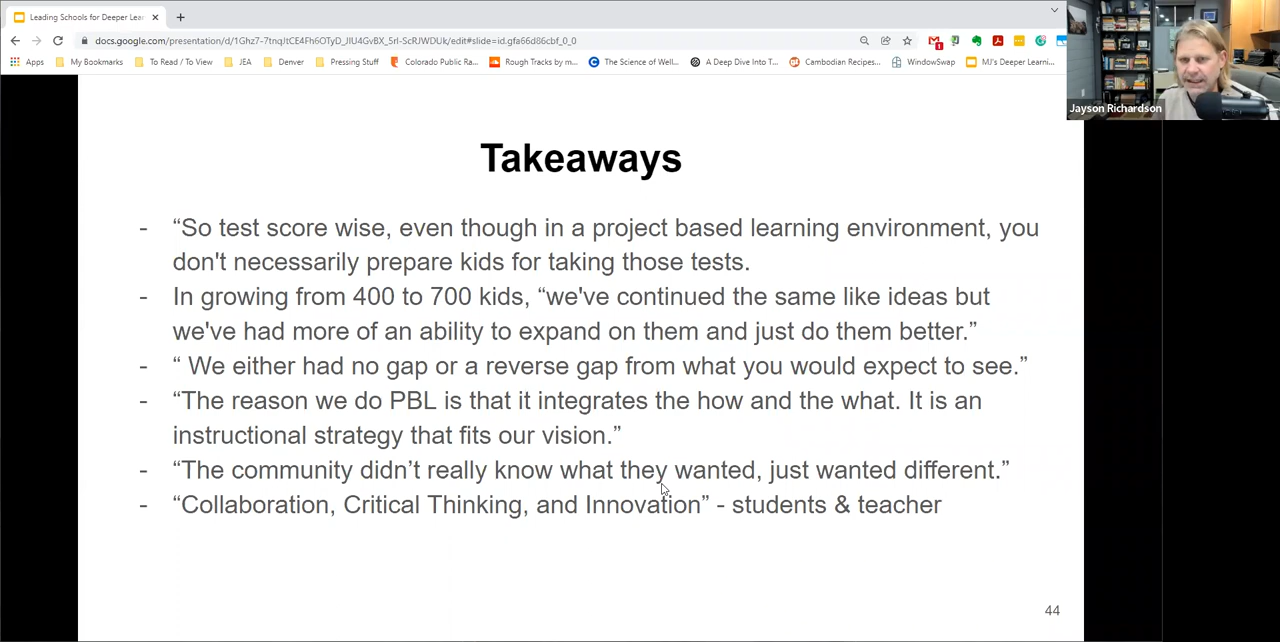 Leading Schools for Deeper Lea
docs.google.com/presentation/d/1Ghz7-7tnqJtCE4Fh6OTyD_JIU4GvBX_5rl-ScRJWDUk/edit#slide=id.gfa66d86cbf_0_0
Apps My Bookmarks To Read / To View JEA Denver Pressing Stuff Colorado Public Ra... Rough Tracks by m... The Science of Well... A Deep Dive Into T... Cambodian Recipes... WindowSwap MJ's Deeper Learni...
Jayson Richardson
Takeaways
- “So test score wise, even though in a project based learning environment, you
don't necessarily prepare kids for taking those tests.
- In growing from 400 to 700 kids, “we've continued the same like ideas but
we've had more of an ability to expand on them and just do them better.”
- “ We either had no gap or a reverse gap from what you would expect to see.”
- “The reason we do PBL is that it integrates the how and the what. It is an
instructional strategy that fits our vision.”
- “The community didn’t really know what they wanted, just wanted different.”
- “Collaboration, Critical Thinking, and Innovation” - students & teacher
44